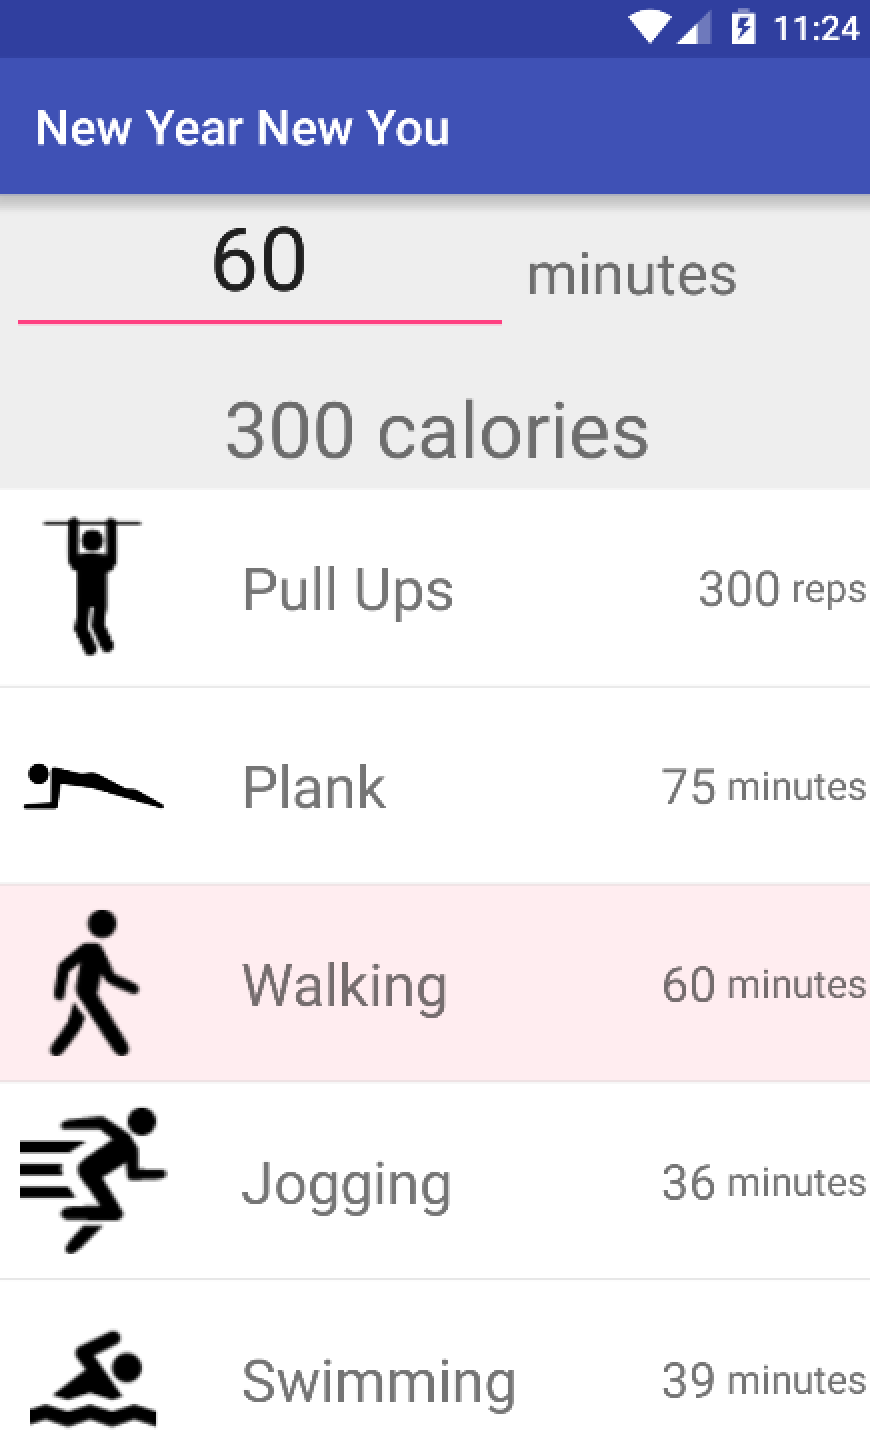 11:24
New Year New You
60 minutes
300 calories
Pull Ups 300 reps
Plank 75 minutes
Walking 60 minutes
Jogging 36 minutes
Swimming 39 minutes